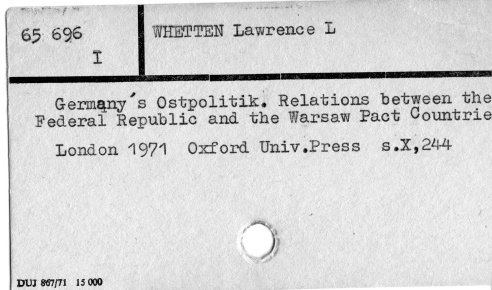 65 696
I
WHETTEN Lawrence L
Germany's Ostpolitik. Relations between the
Federal Republic and the Warsaw Pact Countrie
London 1971 Oxford Univ.Press s.X,244
DUJ 867/71 15 000